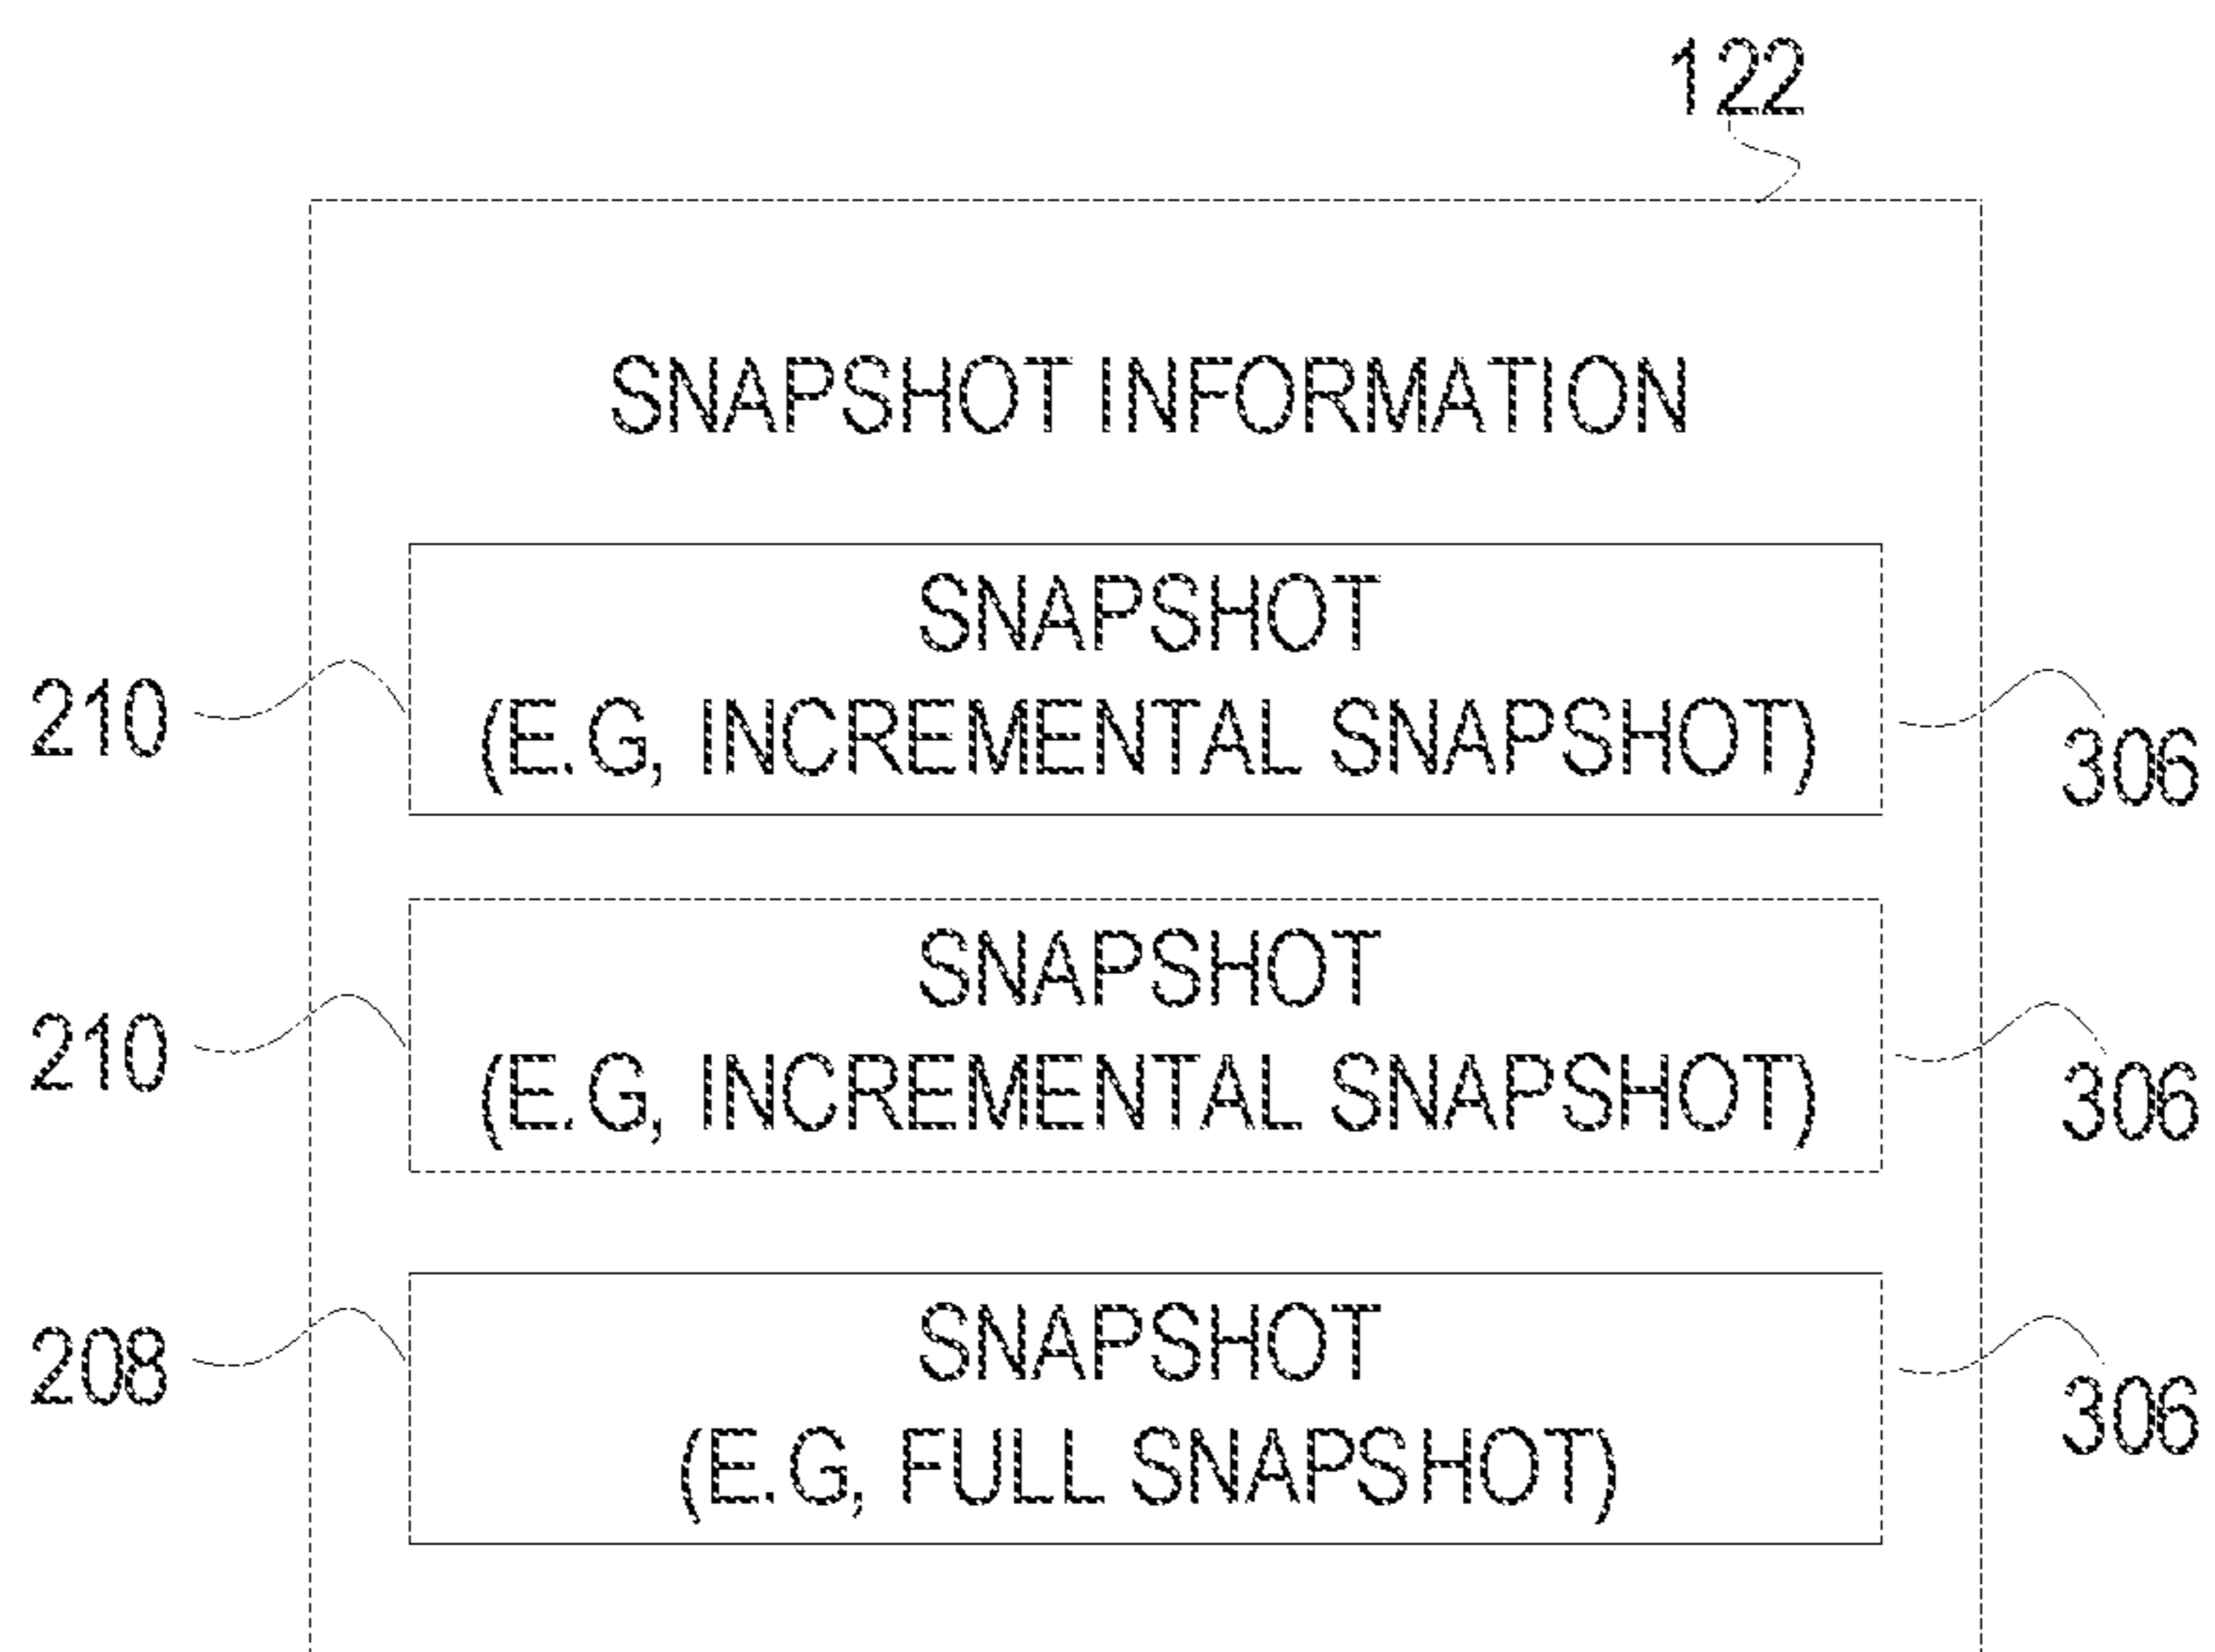 122
SNAPSHOT INFORMATION
SNAPSHOT
210 (E.G, INCREMENTAL SNAPSHOT) 306
SNAPSHOT
210 (E.G, INCREMENTAL SNAPSHOT) 306
SNAPSHOT
208 306
(E.G, FULL SNAPSHOT)